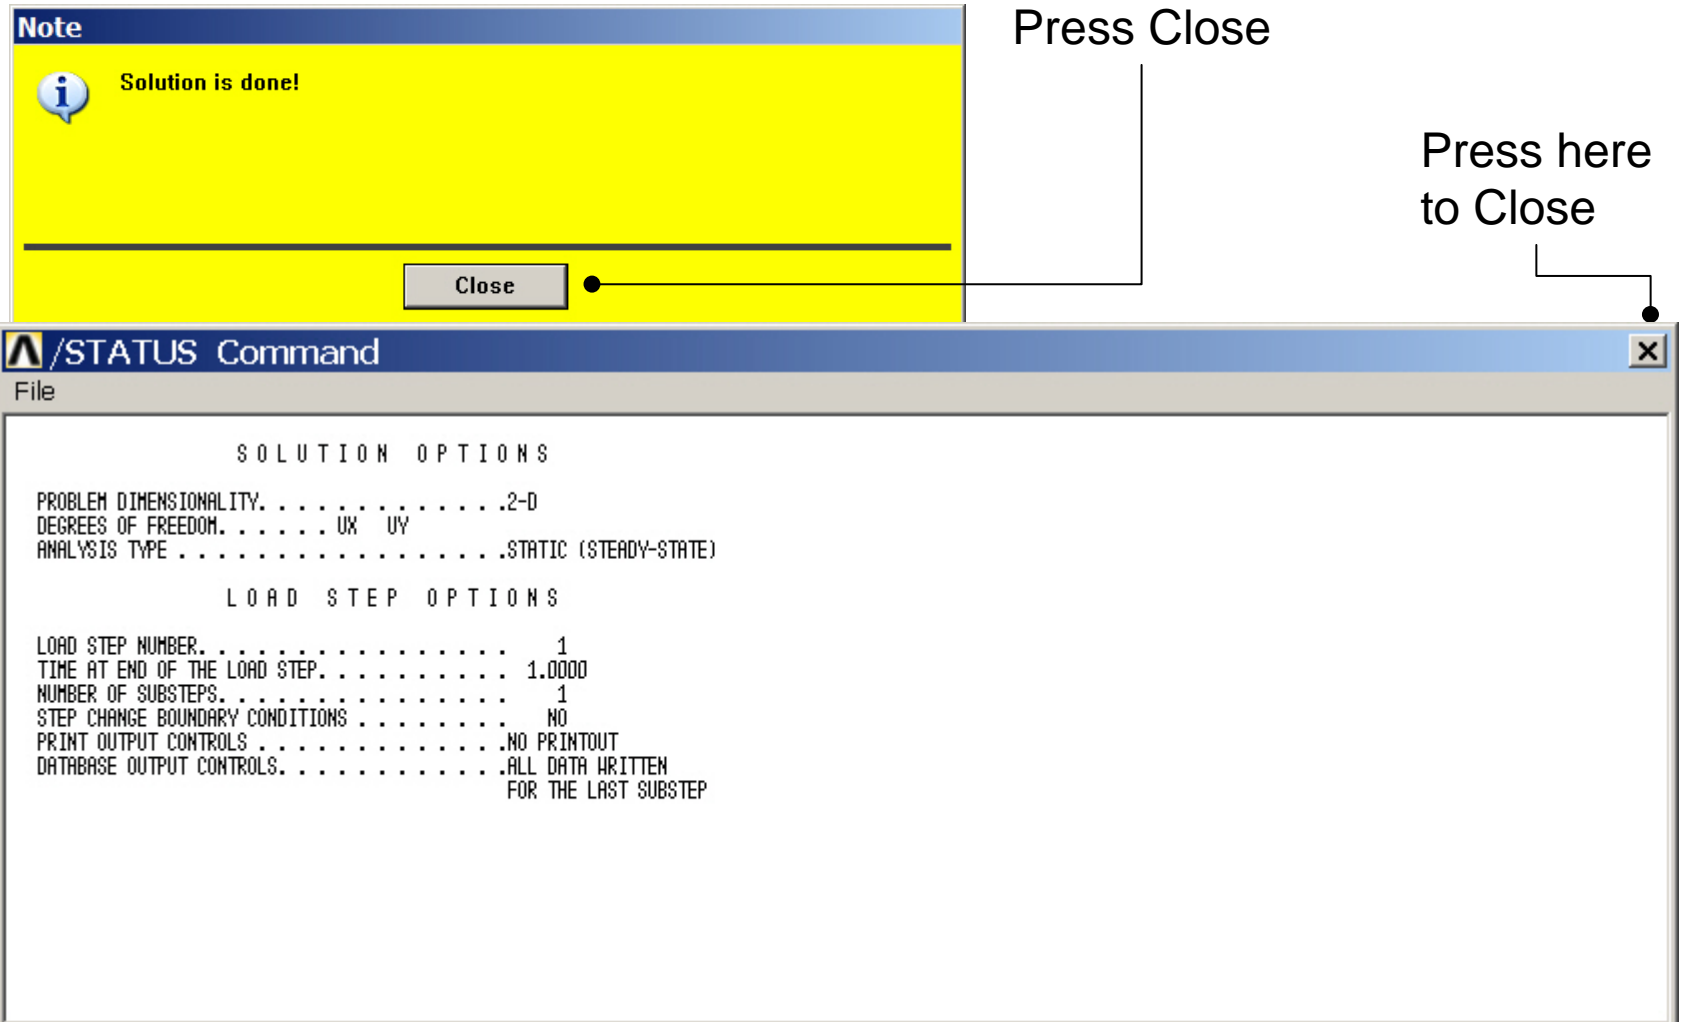 Note
Press Close
Solution is done!
Press here
to Close
Close
/STATUS Command
File
SOLUTION OPTIONS
PROBLEM DIMENSIONALITY. . . . . . . . . . . . .2-D
DEGREES OF FREEDOM. . . . . . UX UY
ANALYSIS TYPE . . . . . . . . . . . . . . . . .STATIC (STEADY-STATE)
LOAD STEP OPTIONS
LOAD STEP NUMBER. . . . . . . . . . . . . . . . 1
TIME AT END OF THE LOAD STEP. . . . . . . . . . 1.0000
NUMBER OF SUBSTEPS. . . . . . . . . . . . . . . 1
STEP CHANGE BOUNDARY CONDITIONS . . . . . . . . NO
PRINT OUTPUT CONTROLS . . . . . . . . . . . . .NO PRINTOUT
DATABASE OUTPUT CONTROLS. . . . . . . . . . . .ALL DATA WRITTEN
FOR THE LAST SUBSTEP